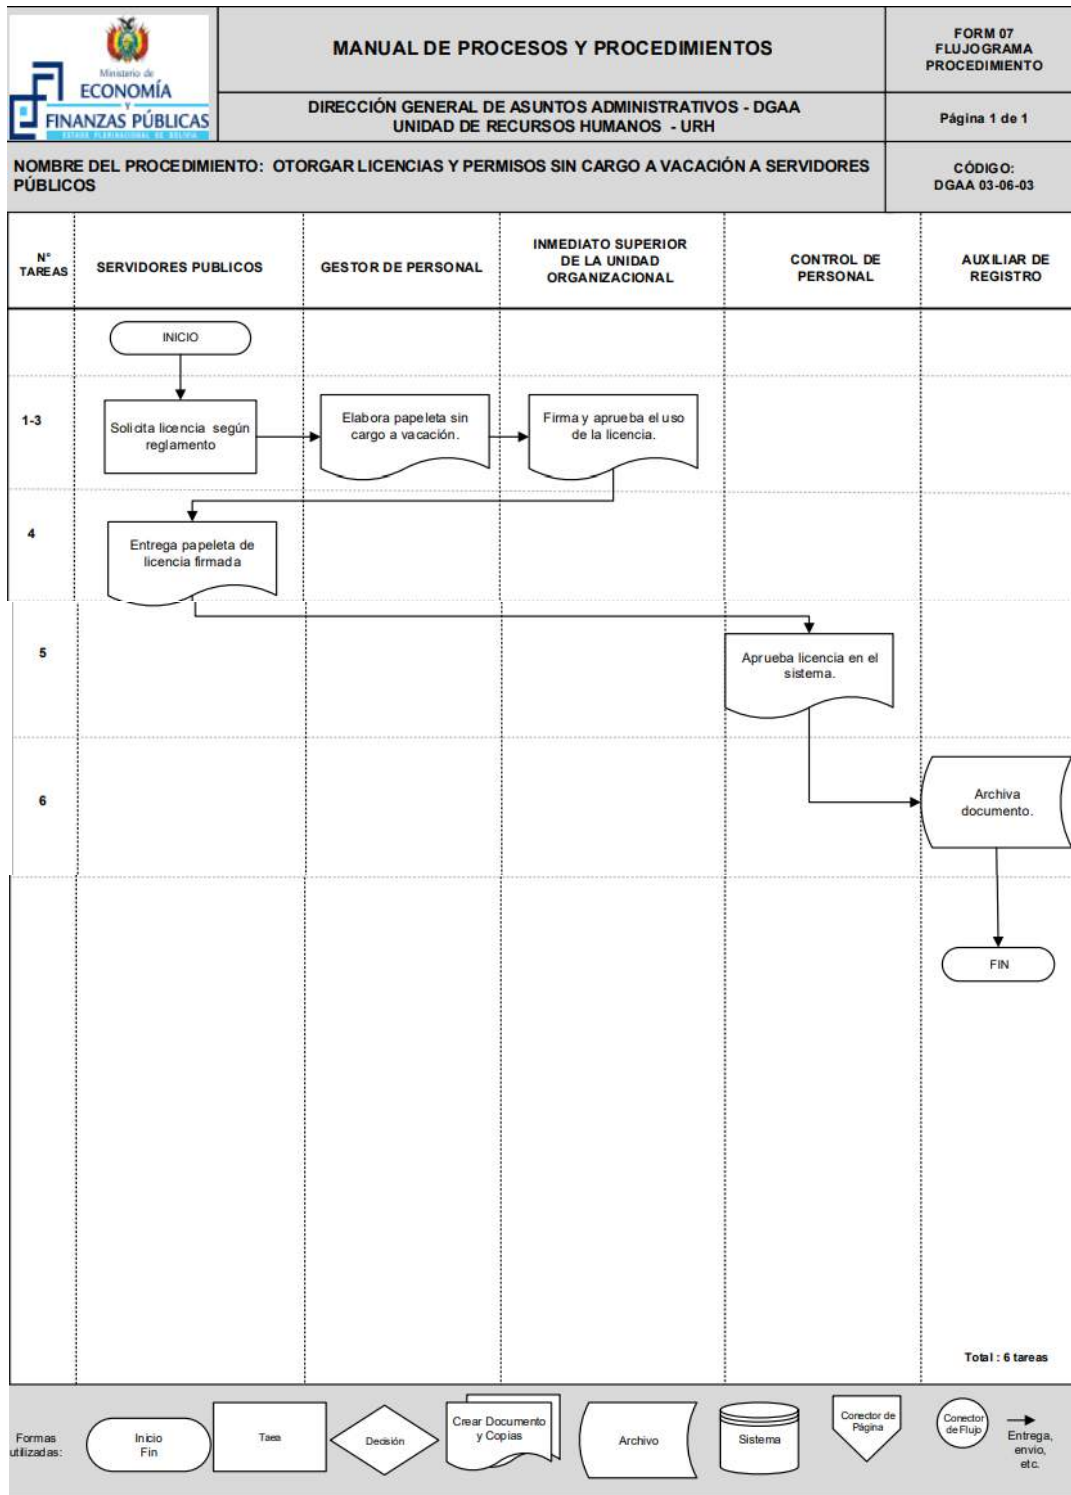 Ministerio de
ECONOMÍA
Y
FINANZAS PÚBLICAS
ESTADO PLURINACIONAL DE BOLIVIA
MANUAL DE PROCESOS Y PROCEDIMIENTOS
FORM 07
FLUJOGRAMA
PROCEDIMIENTO
DIRECCIÓN GENERAL DE ASUNTOS ADMINISTRATIVOS - DGAA
UNIDAD DE RECURSOS HUMANOS - URH
Página 1 de 1
NOMBRE DEL PROCEDIMIENTO: OTORGAR LICENCIAS Y PERMISOS SIN CARGO A VACACIÓN A SERVIDORES
PÚBLICOS
CÓDIGO:
DGAA 03-06-03
N°
TAREAS
SERVIDORES PUBLICOS
GESTOR DE PERSONAL
INMEDIATO SUPERIOR
DE LA UNIDAD
ORGANIZACIONAL
CONTROL DE
PERSONAL
AUXILIAR DE
REGISTRO
INICIO
1-3
Solicita licencia según
reglamento
Elabora papeleta sin
cargo a vacación.
Firma y aprueba el uso
de la licencia.
4
Entrega papeleta de
licencia firmada
5
Aprueba licencia en el
sistema.
6
Archiva
documento.
FIN
Total : 6 tareas
Formas
utilizadas:
Inicio
Fin
Taea
Decisión
Crear Documento
y Copias
Archivo
Sistema
Conector de
Página
Conector
de Flujo
Entrega,
envio,
etc.